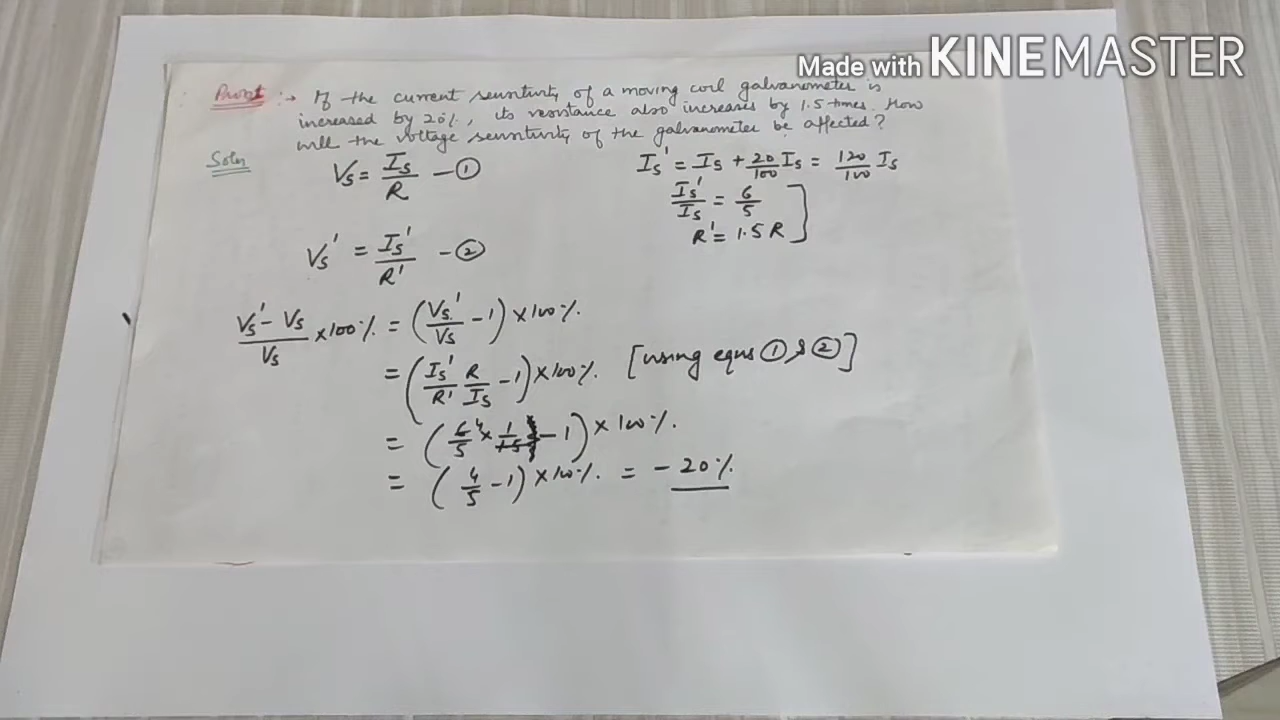 Made with KINEMASTER
Prob1 :→ If the current sensitivity of a moving coil galvanometer is
increased by 20%, its resistance also increases by 1.5 times. How
will the voltage sensitivity of the galvanometer be affected?
Soln
Vs = Is/R — ①
Is' = Is + 20/100 Is = 120/100 Is
Is'/Is = 6/5
R' = 1.5 R
Vs' = Is'/R' — ②
(Vs' - Vs)/Vs × 100% = (Vs'/Vs - 1) × 100%.
= (Is'/R' R/Is - 1) × 100%. [using eqns ① & ②]
= (6/5 × 1/1.5 - 1) × 100%.
= (4/5 - 1) × 100%. = - 20%